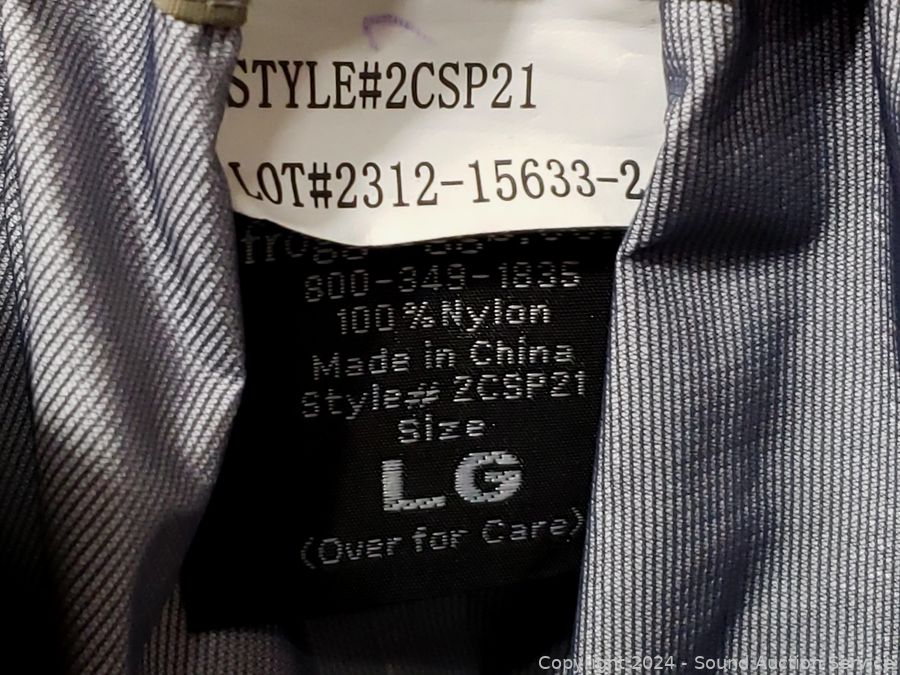 STYLE#2CSP21
LOT#2312-15633-2
800-349-1835
100%Nylon
Made in China
Style# 2CSP21
Size
LG
(Over for Care)
Copyright 2024 - Sound Auction Service